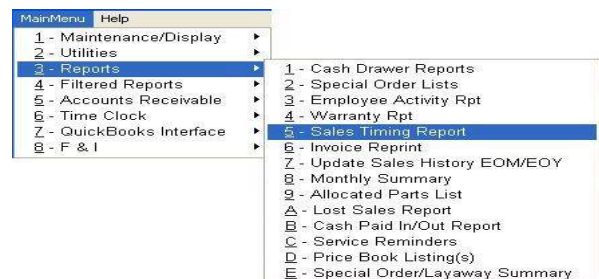 MainMenu Help
1 - Maintenance/Display
2 - Utilities
3 - Reports
4 - Filtered Reports
5 - Accounts Receivable
6 - Time Clock
7 - QuickBooks Interface
8 - F & I
1 - Cash Drawer Reports
2 - Special Order Lists
3 - Employee Activity Rpt
4 - Warranty Rpt
5 - Sales Timing Report
6 - Invoice Reprint
7 - Update Sales History EOM/EOY
8 - Monthly Summary
9 - Allocated Parts List
A - Lost Sales Report
B - Cash Paid In/Out Report
C - Service Reminders
D - Price Book Listing(s)
E - Special Order/Layaway Summary